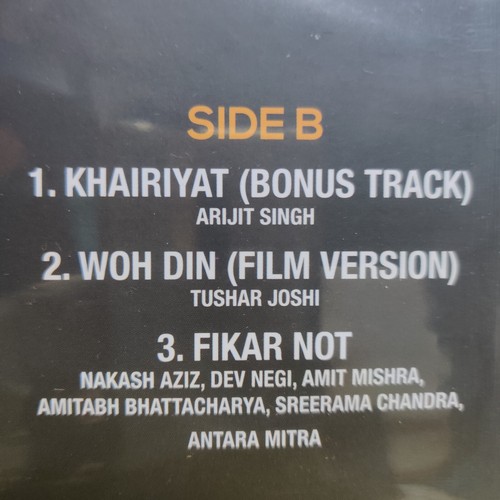 SIDE B
1. KHAIRIYAT (BONUS TRACK)
ARIJIT SINGH
2. WOH DIN (FILM VERSION)
TUSHAR JOSHI
3. FIKAR NOT
NAKASH AZIZ, DEV NEGI, AMIT MISHRA,
AMITABH BHATTACHARYA, SREERAMA CHANDRA,
ANTARA MITRA